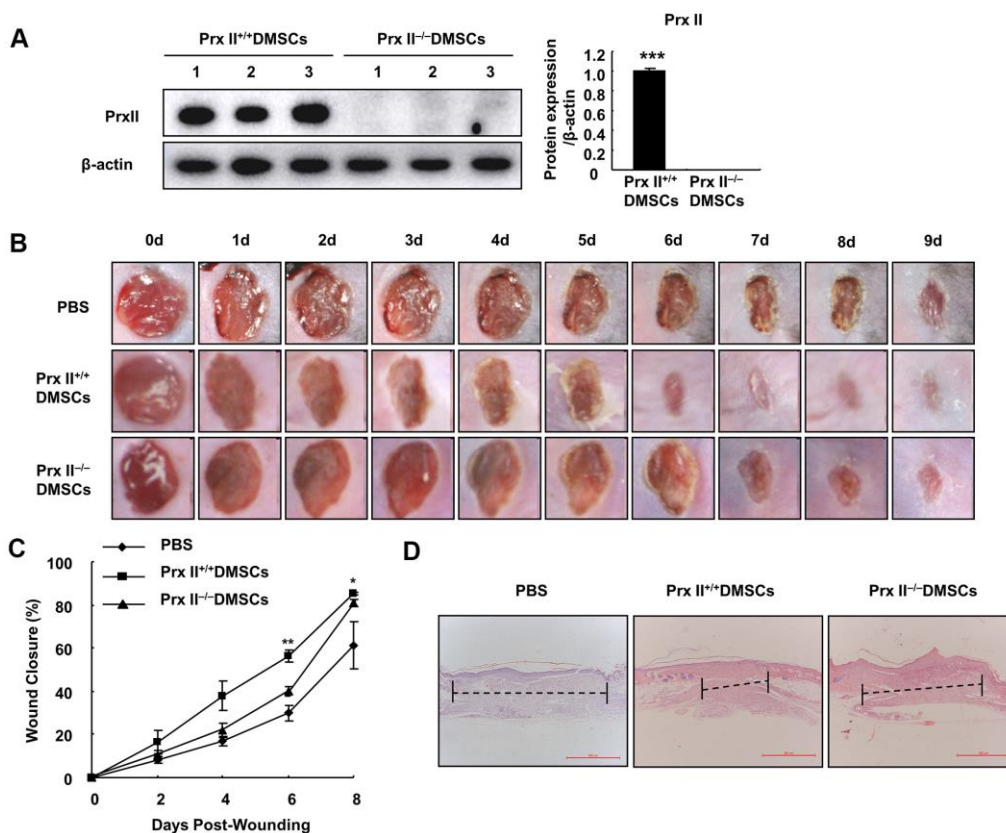 A
Prx II+/+DMSCs
Prx II−/−DMSCs
1 2 3 1 2 3
PrxII
β-actin
Prx II
Protein expression
/β-actin
1.2
1.0
0.8
0.6
0.4
0.2
0
***
Prx II+/+ Prx II−/−
DMSCs DMSCs
B
0d 1d 2d 3d 4d 5d 6d 7d 8d 9d
PBS
Prx II+/+
DMSCs
Prx II−/−
DMSCs
C
PBS
Prx II+/+DMSCs
Prx II−/−DMSCs
Wound Closure (%)
100
80
60
40
20
0
**
*
0 2 4 6 8
Days Post-Wounding
D
PBS
Prx II+/+DMSCs
Prx II−/−DMSCs